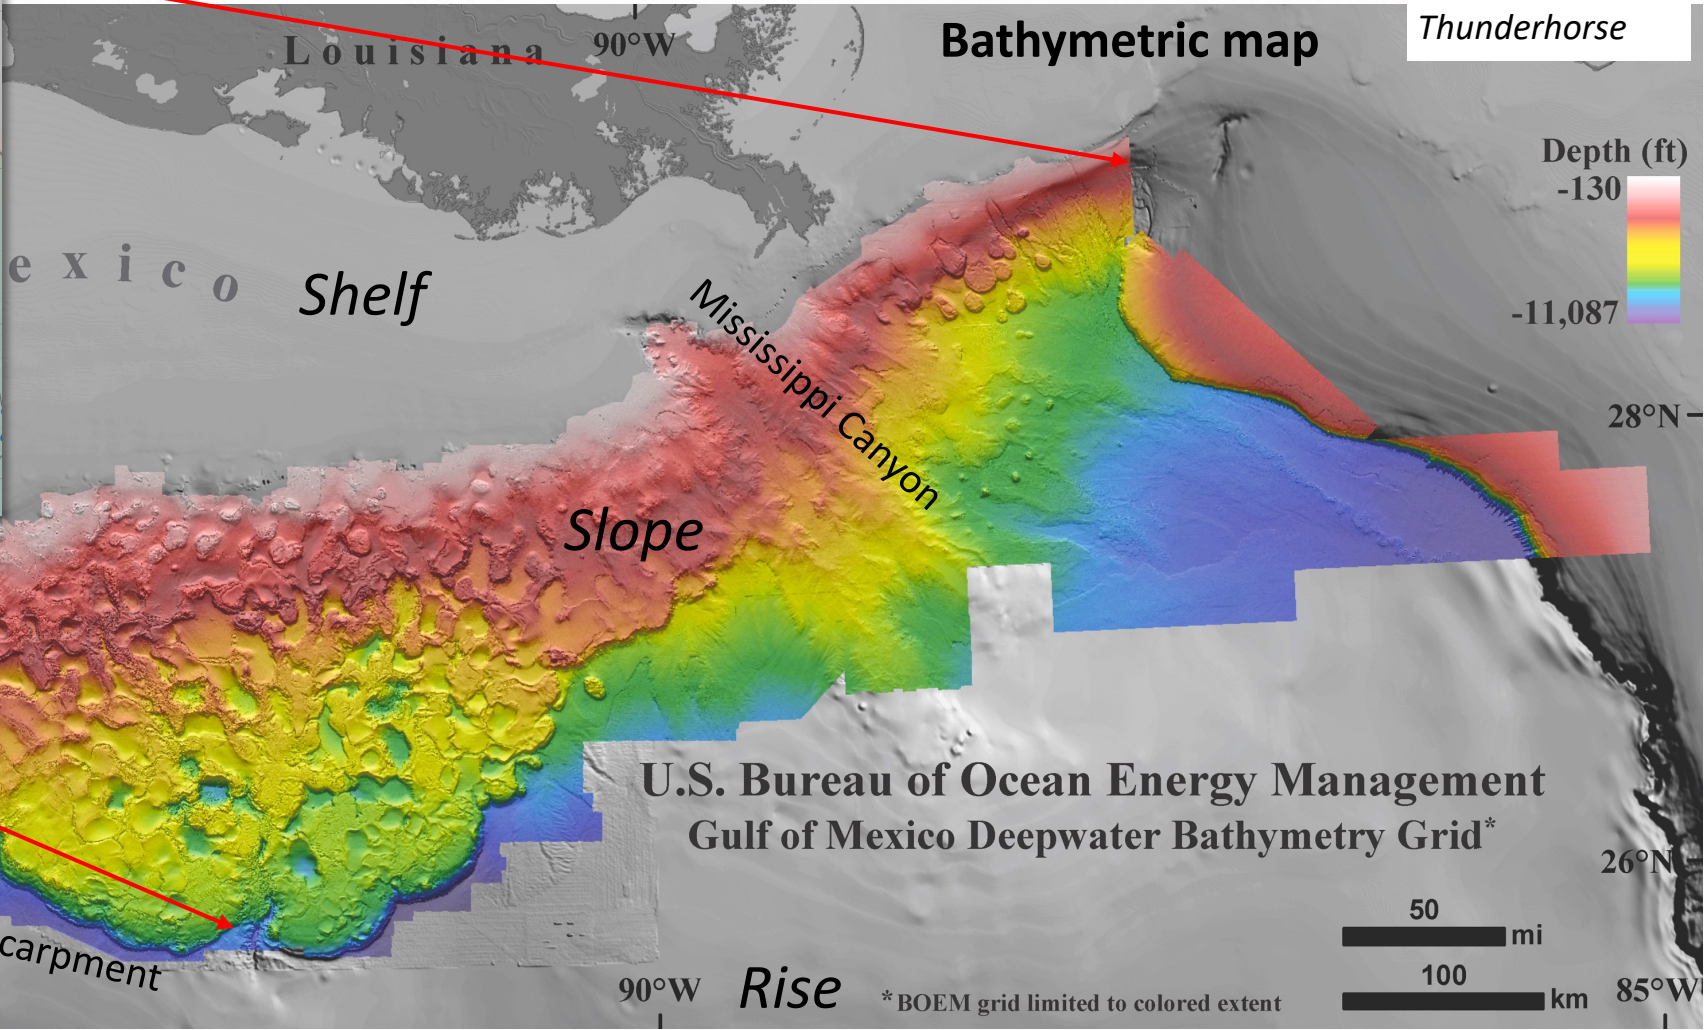 Louisiana
90°W
Bathymetric map
Thunderhorse
Depth (ft)
-130
-11,087
exico
Shelf
Mississippi Canyon
28°N
Slope
U.S. Bureau of Ocean Energy Management
Gulf of Mexico Deepwater Bathymetry Grid*
26°N
50
mi
100
km
carpment
90°W
Rise
*BOEM grid limited to colored extent
85°W